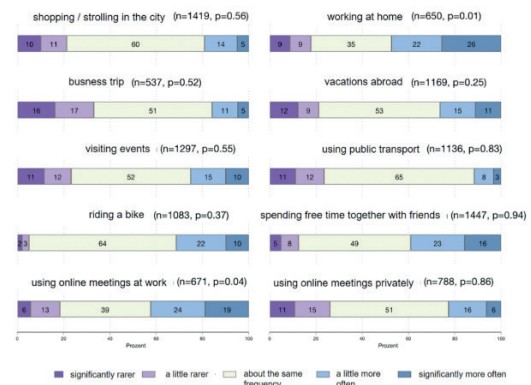 shopping / strolling in the city (n=1419, p=0.56)
10 11 60 14 5
working at home (n=650, p=0.01)
9 9 35 22 26
busness trip (n=537, p=0.52)
16 17 51 11 5
vacations abroad (n=1169, p=0.25)
12 9 53 15 11
visiting events (n=1297, p=0.55)
11 12 52 15 10
using public transport (n=1136, p=0.83)
11 12 65 8 3
riding a bike (n=1083, p=0.37)
2 3 64 22 10
spending free time together with friends (n=1447, p=0.94)
5 8 49 23 16
using online meetings at work (n=671, p=0.04)
6 13 39 24 19
using online meetings privately (n=788, p=0.86)
11 15 51 16 6
0 20 40 60 80 100
Prozent
0 20 40 60 80 100
Prozent
significantly rarer
a little rarer
about the same
frequency
a little more
often
significantly more often